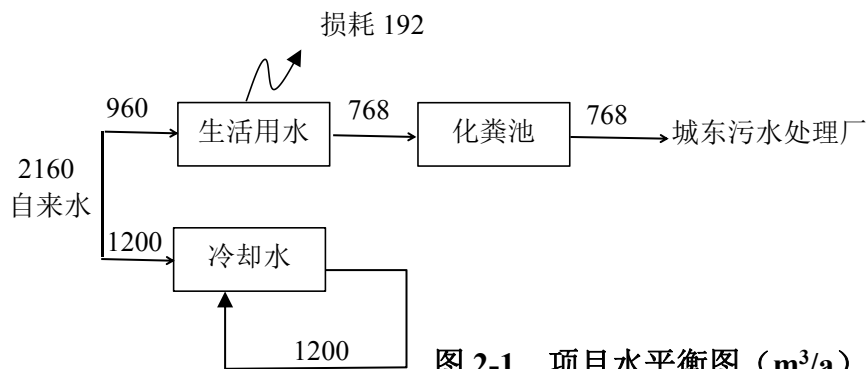 损耗 192
960
生活用水
768
化粪池
768
城东污水处理厂
2160
自来水
1200
冷却水
1200
图 2-1 项目水平衡图（m³/a）